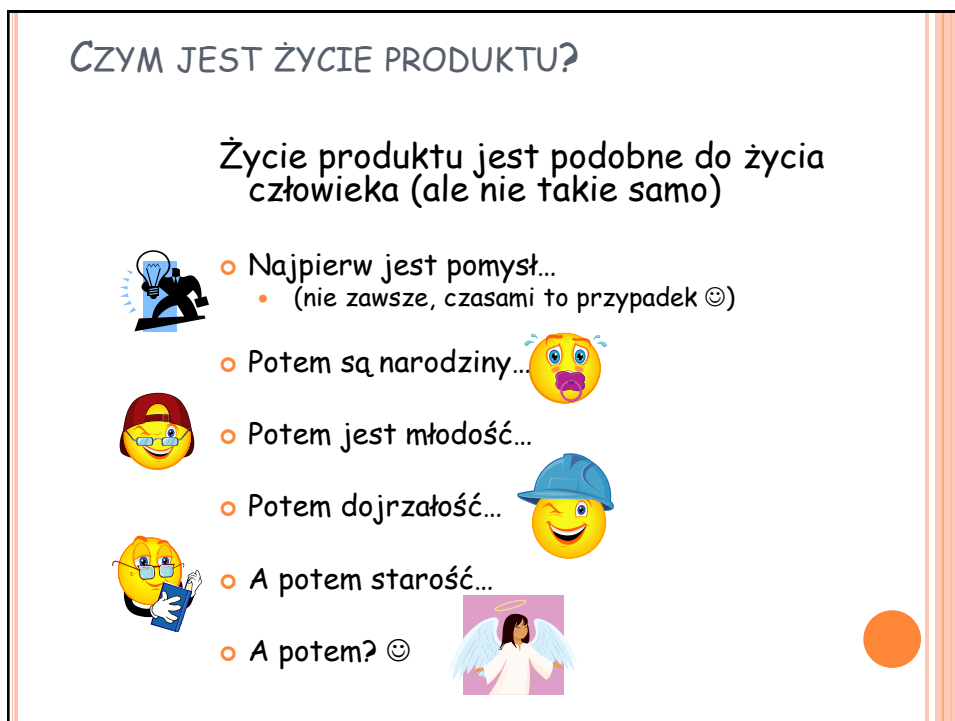 CZYM JEST ŻYCIE PRODUKTU?
Życie produktu jest podobne do życia
człowieka (ale nie takie samo)
Najpierw jest pomysł…
(nie zawsze, czasami to przypadek ☺)
Potem są narodziny…
Potem jest młodość…
Potem dojrzałość…
A potem starość…
A potem? ☺